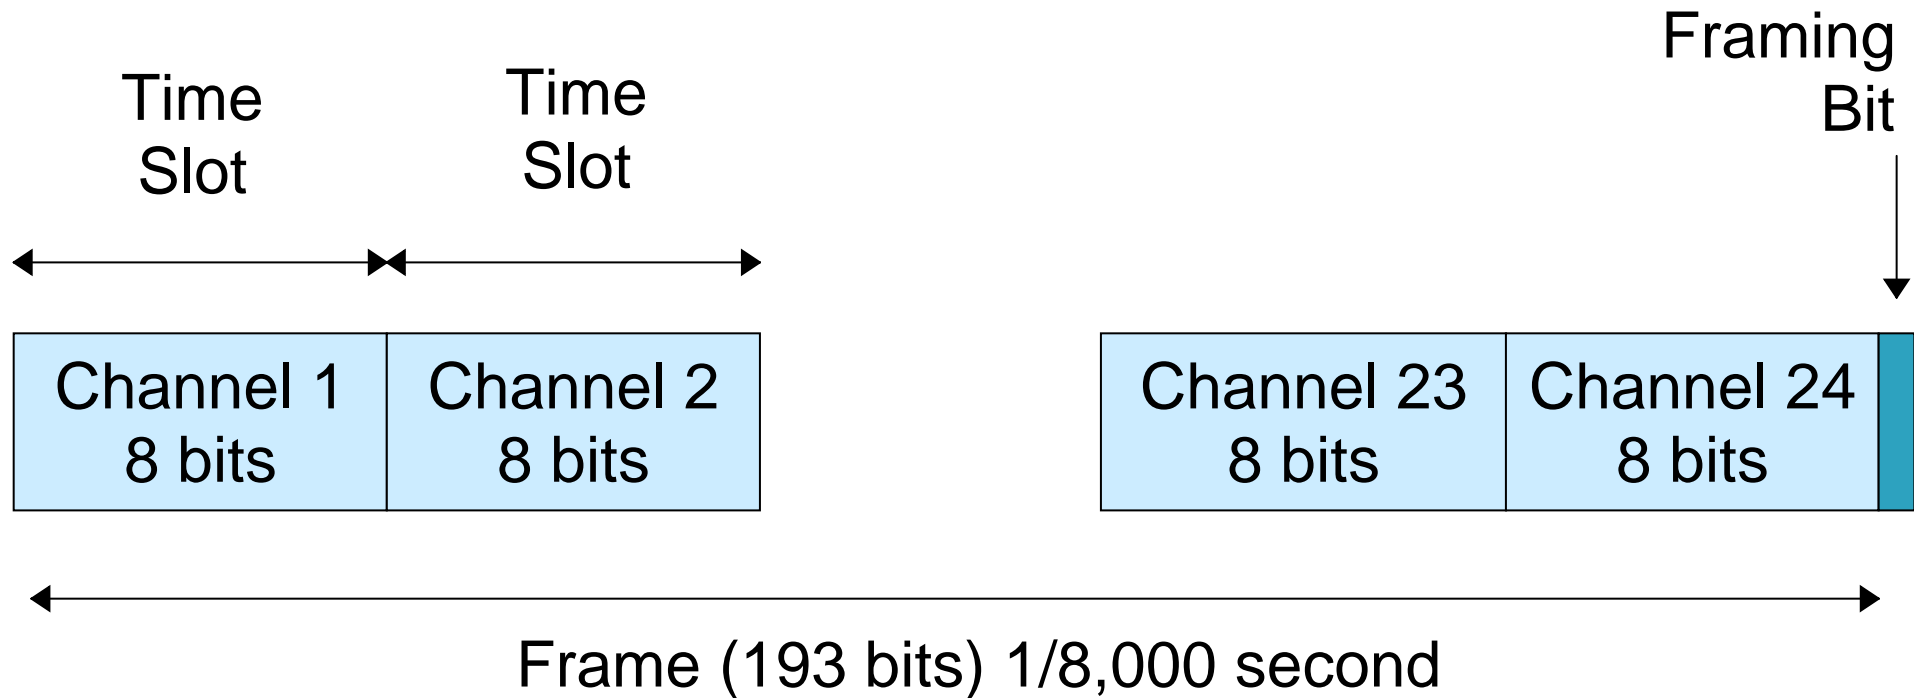 Time
Slot
Time
Slot
Framing
Bit
Channel 1
8 bits
Channel 2
8 bits
Channel 23
8 bits
Channel 24
8 bits
Frame (193 bits) 1/8,000 second